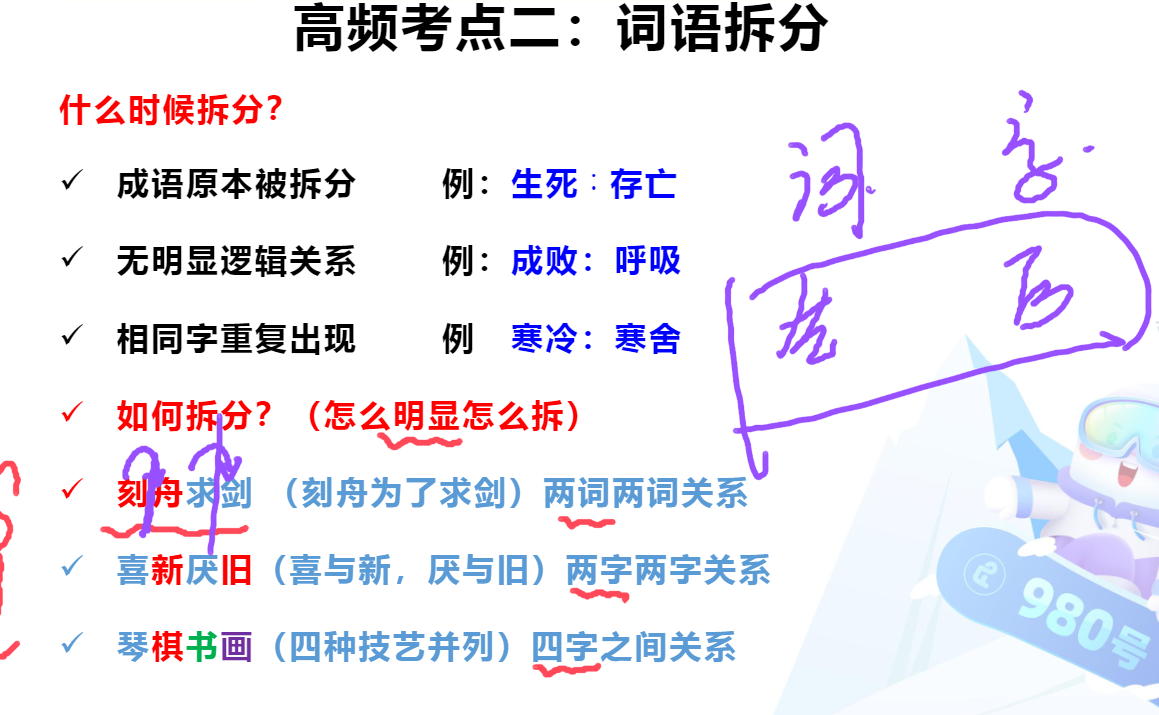 高频考点二：词语拆分
什么时候拆分？
✓ 成语原本被拆分 例：生死：存亡
✓ 无明显逻辑关系 例：成败：呼吸
✓ 相同字重复出现 例 寒冷：寒舍
✓ 如何拆分？（怎么明显怎么拆）
✓ 刻舟求剑 （刻舟为了求剑）两词两词关系
✓ 喜新厌旧（喜与新，厌与旧）两字两字关系
✓ 琴棋书画（四种技艺并列）四字之间关系
词 字
980号